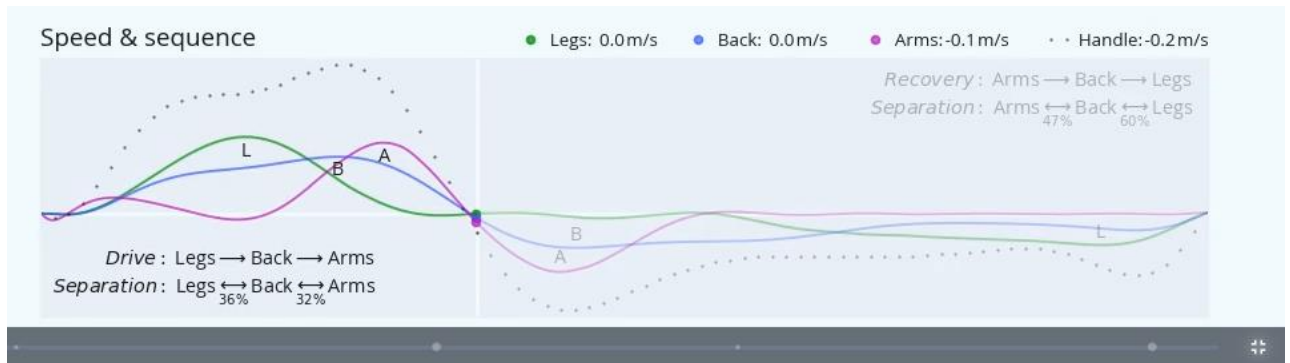 Speed & sequence
Legs: 0.0m/s Back: 0.0m/s Arms:-0.1m/s Handle:-0.2m/s
Recovery: Arms ⟶ Back ⟶ Legs
Separation: Arms ⟷ Back ⟷ Legs
47% 60%
L
B
A
B
A
L
Drive: Legs ⟶ Back ⟶ Arms
Separation: Legs ⟷ Back ⟷ Arms
36% 32%